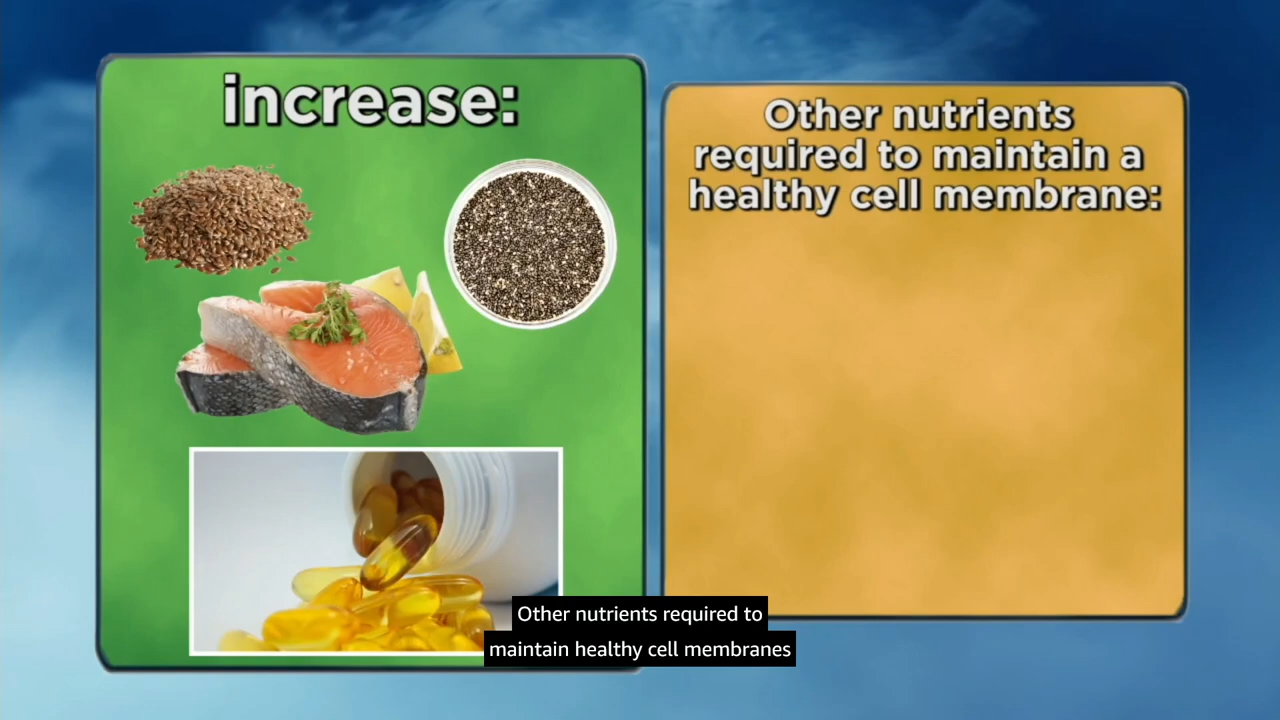 increase:
Other nutrients
required to maintain a
healthy cell membrane:
Other nutrients required to
maintain healthy cell membranes